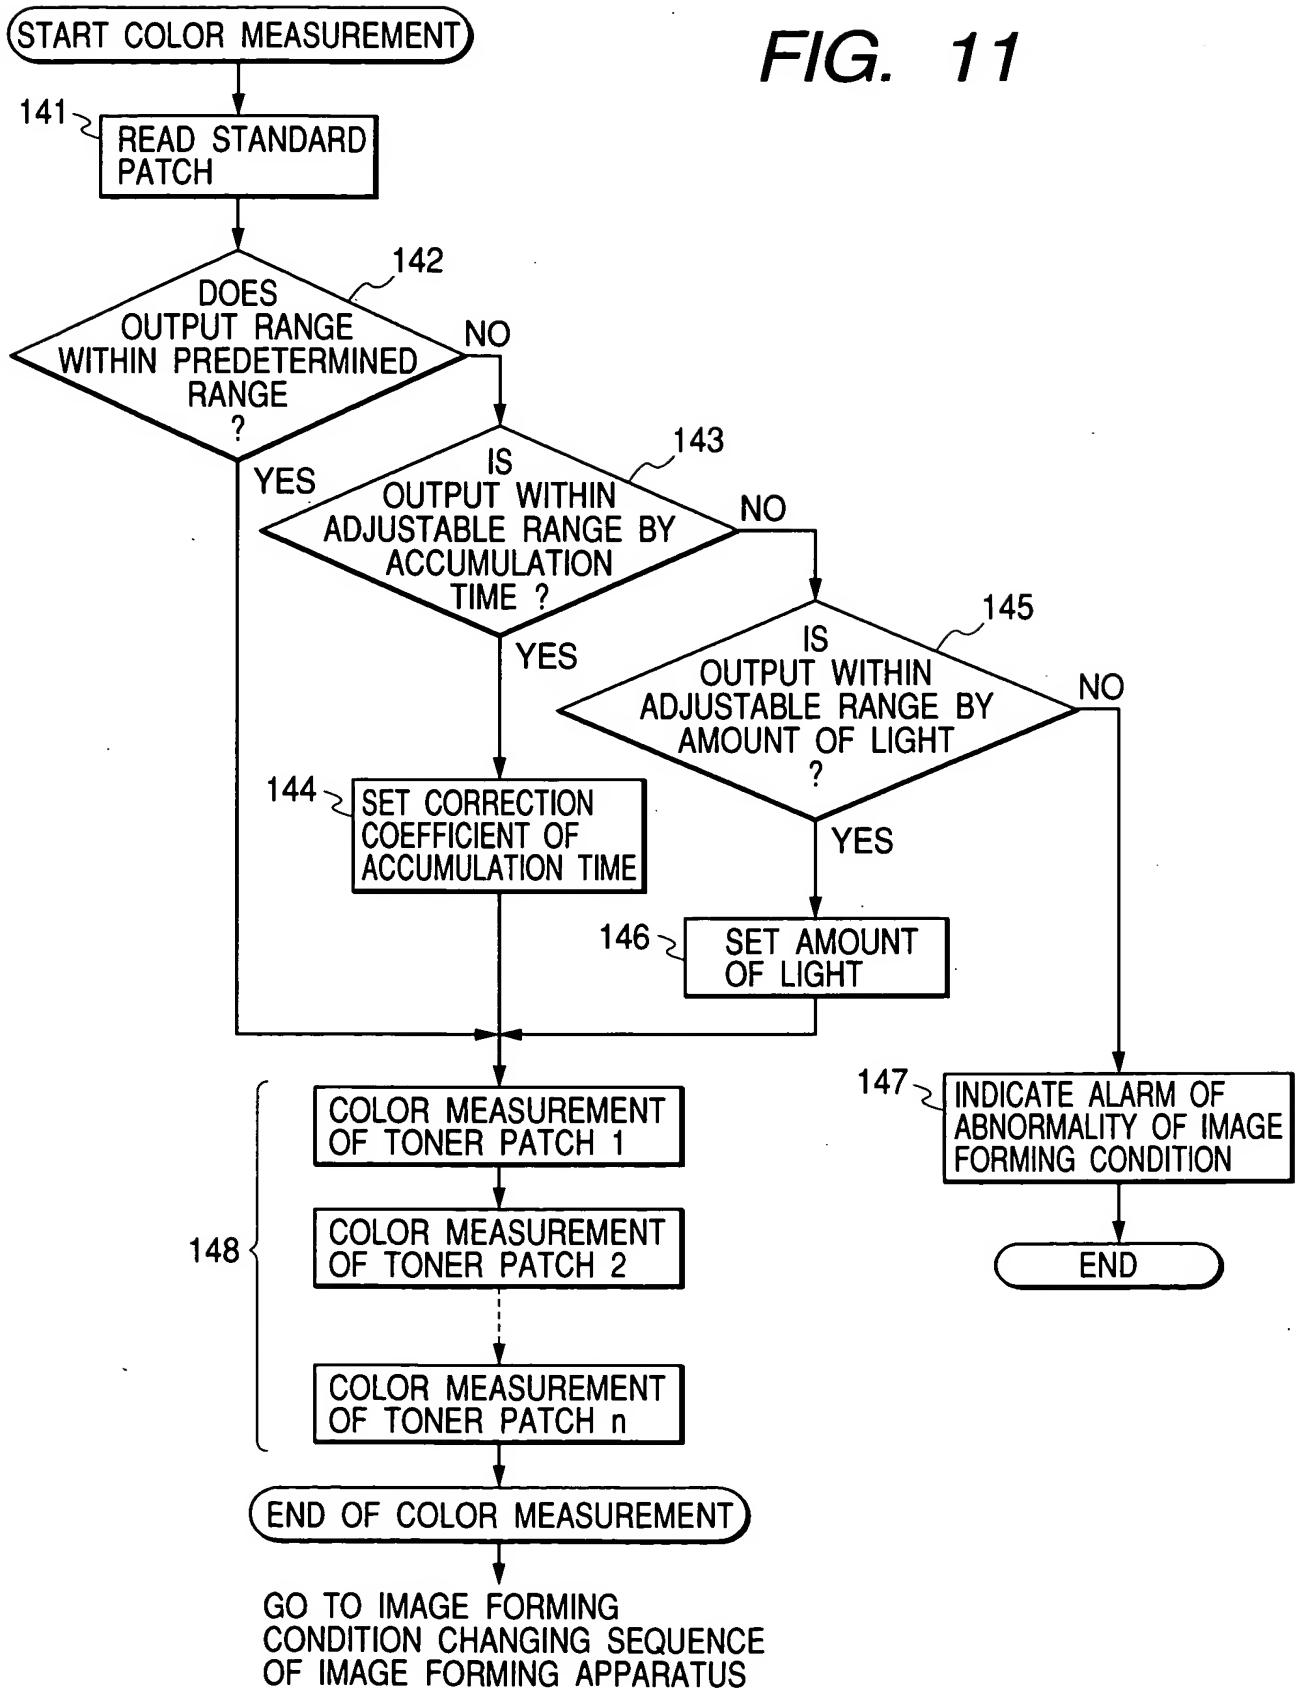 START COLOR MEASUREMENT
FIG. 11
141
READ STANDARD
PATCH
142
DOES
OUTPUT RANGE
WITHIN PREDETERMINED
RANGE
?
NO
YES
143
IS
OUTPUT WITHIN
ADJUSTABLE RANGE BY
ACCUMULATION
TIME ?
NO
YES
145
IS
OUTPUT WITHIN
ADJUSTABLE RANGE BY
AMOUNT OF LIGHT
?
NO
YES
144
SET CORRECTION
COEFFICIENT OF
ACCUMULATION TIME
146
SET AMOUNT
OF LIGHT
147
INDICATE ALARM OF
ABNORMALITY OF IMAGE
FORMING CONDITION
END
148
COLOR MEASUREMENT
OF TONER PATCH 1
COLOR MEASUREMENT
OF TONER PATCH 2
COLOR MEASUREMENT
OF TONER PATCH n
END OF COLOR MEASUREMENT
GO TO IMAGE FORMING
CONDITION CHANGING SEQUENCE
OF IMAGE FORMING APPARATUS